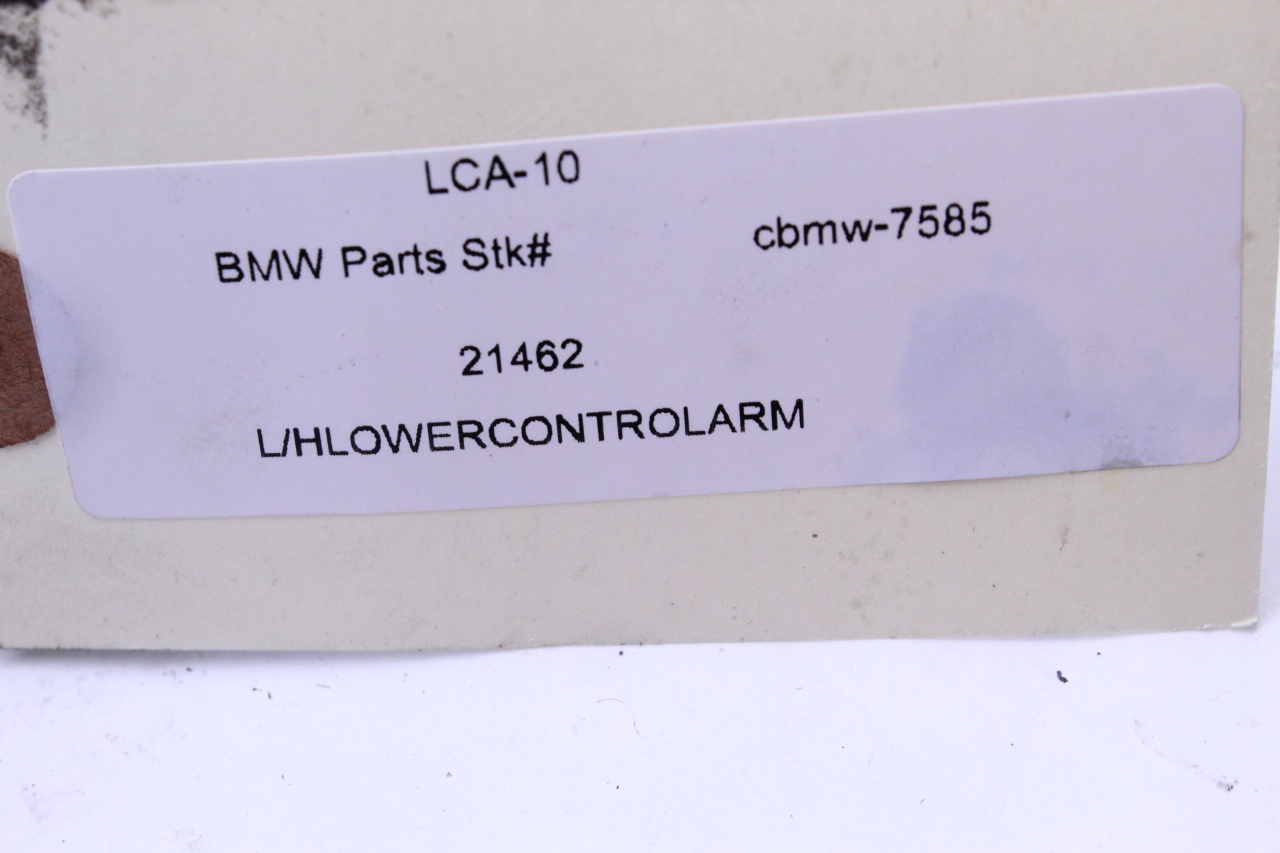 LCA-10
BMW Parts Stk# cbmw-7585
21462
L/HLOWERCONTROLARM